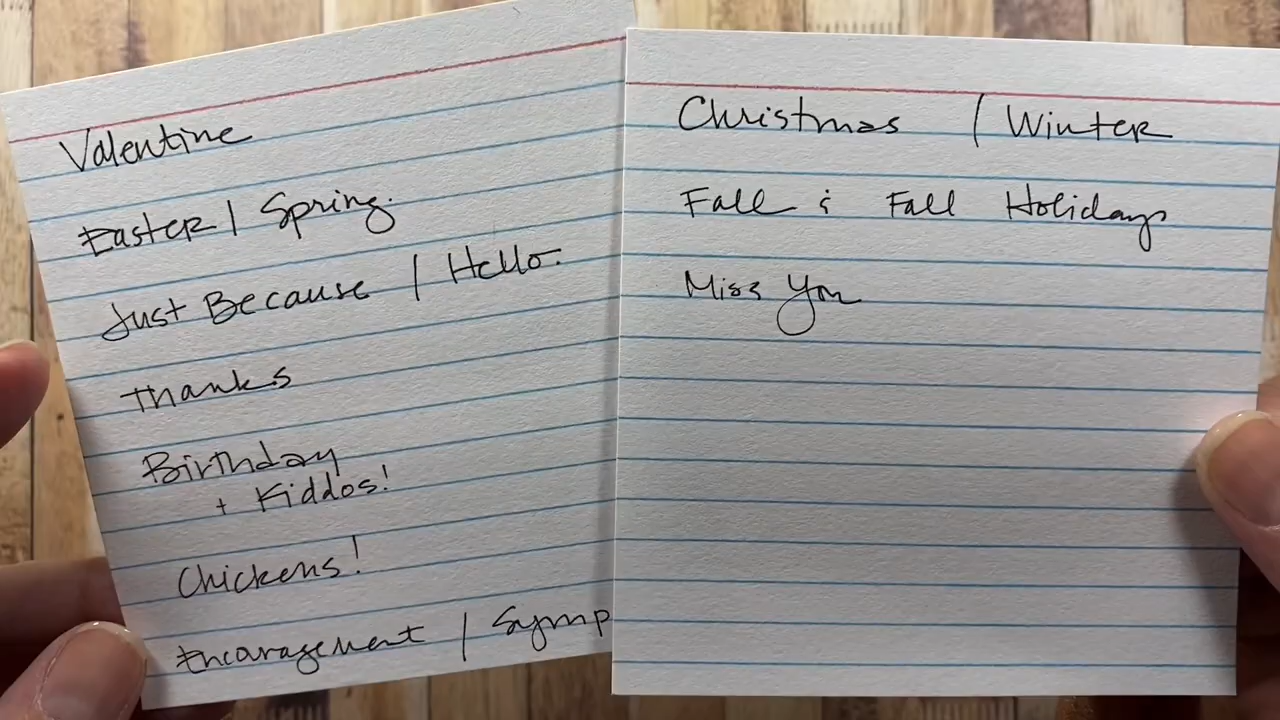 Valentine
Easter / Spring.
Just Because / Hello.
Thanks
Birthday
+ Kiddos!
Chickens!
Encouragement / Symp
Christmas / Winter
Fall & Fall Holidays
Miss You